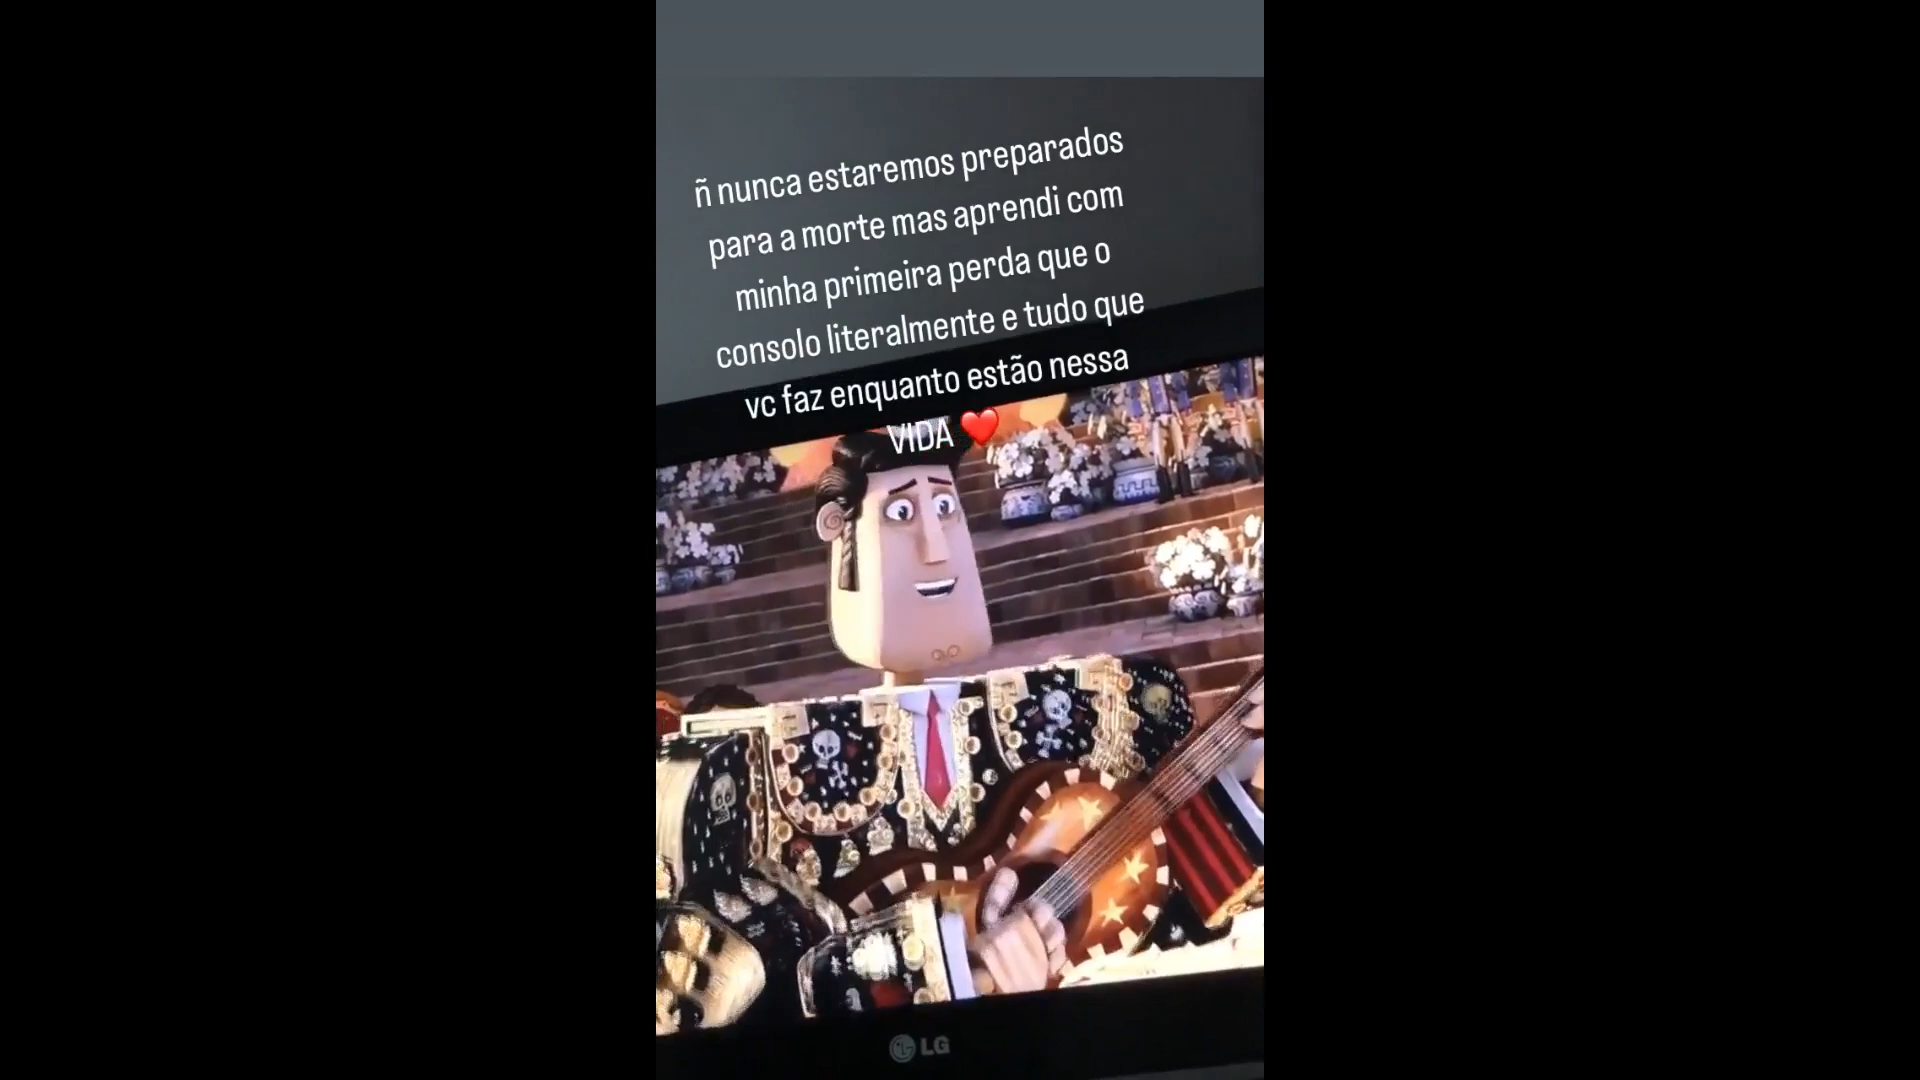 ñ nunca estaremos preparados
para a morte mas aprendi com
minha primeira perda que o
consolo literalmente e tudo que
vc faz enquanto estão nessa
VIDA ❤️
LG